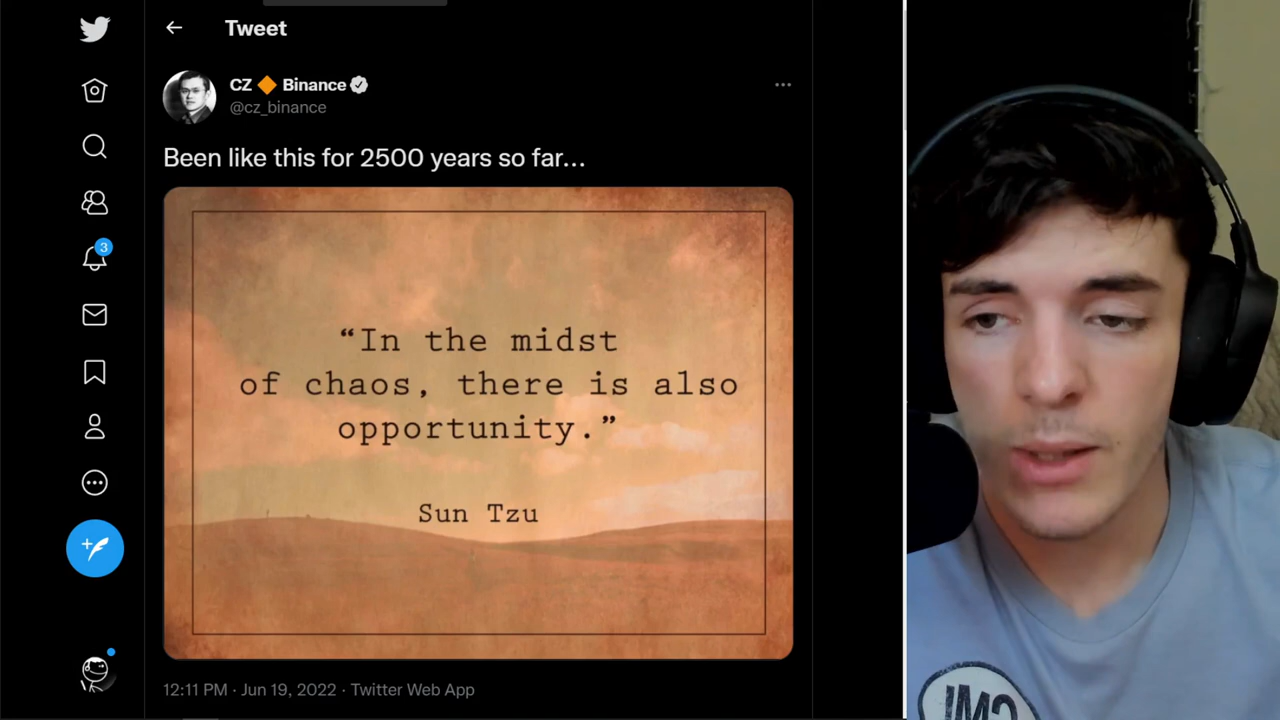 Tweet
CZ 🔶 Binance
@cz_binance
Been like this for 2500 years so far...
3
“In the midst
of chaos, there is also
opportunity.”
Sun Tzu
12:11 PM · Jun 19, 2022 · Twitter Web App